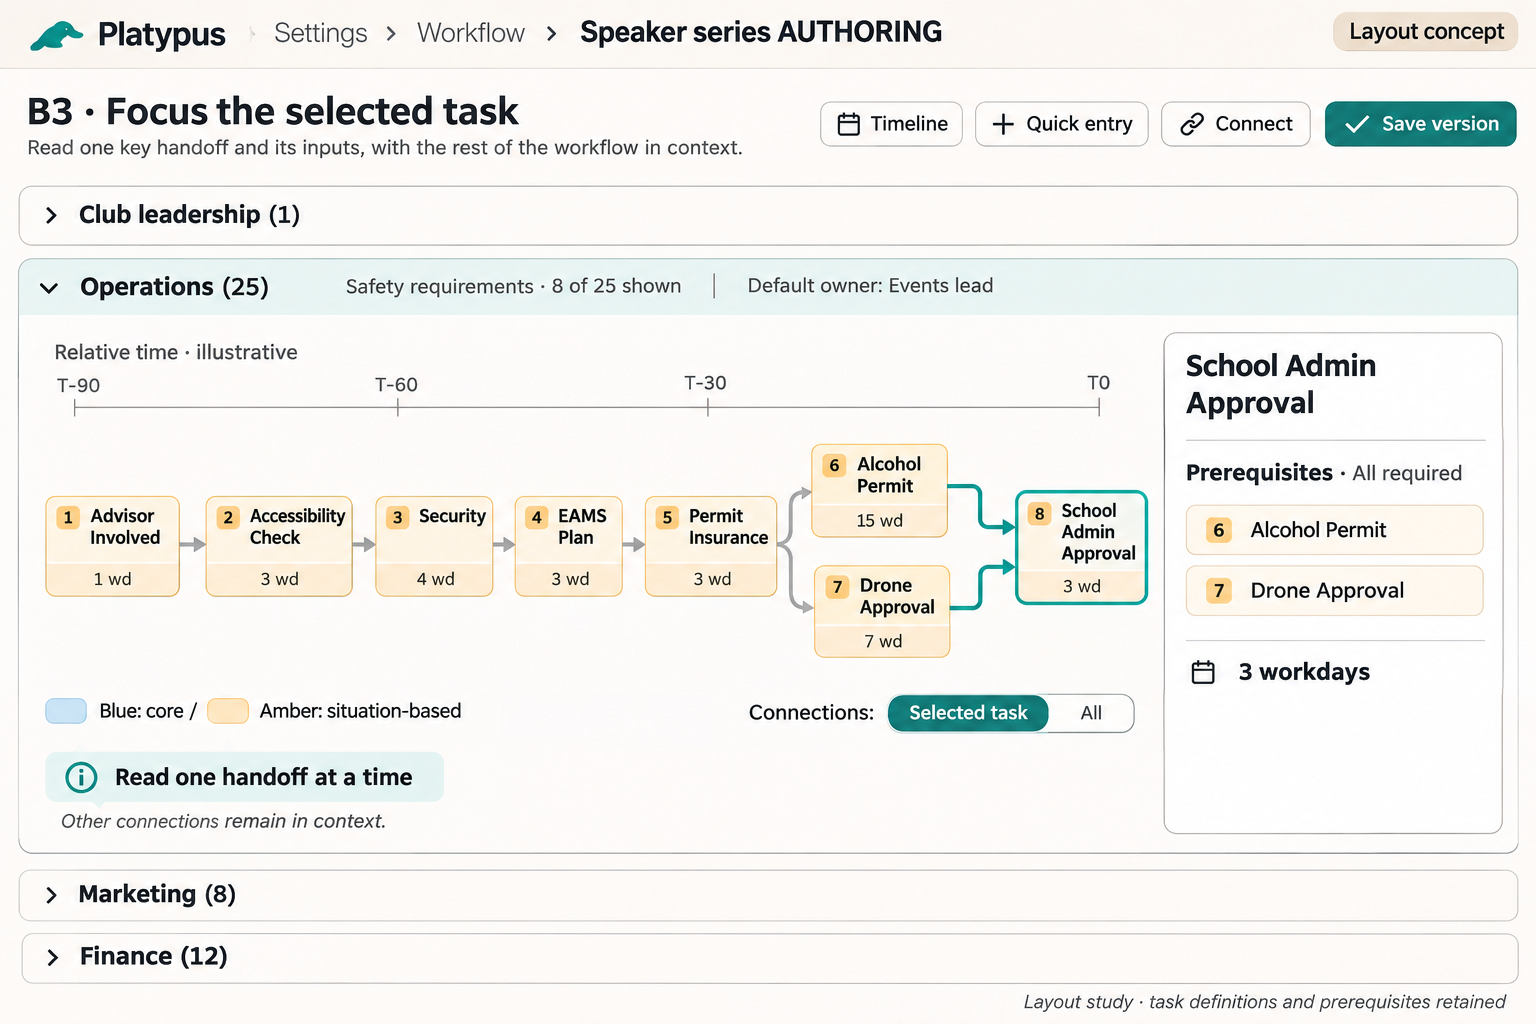 Platypus › Settings › Workflow › Speaker series AUTHORING
Layout concept
B3 · Focus the selected task
Read one key handoff and its inputs, with the rest of the workflow in context.
Timeline
Quick entry
Connect
Save version
Club leadership (1)
Operations (25)
Safety requirements · 8 of 25 shown
Default owner: Events lead
Relative time · illustrative
T-90
T-60
T-30
T0
1 Advisor
Involved
1 wd
2 Accessibility
Check
3 wd
3 Security
4 wd
4 EAMS
Plan
3 wd
5 Permit
Insurance
3 wd
6 Alcohol
Permit
15 wd
7 Drone
Approval
7 wd
8 School
Admin
Approval
3 wd
Blue: core /
Amber: situation-based
Connections:
Selected task
All
Read one handoff at a time
Other connections remain in context.
School Admin
Approval
Prerequisites · All required
6 Alcohol Permit
7 Drone Approval
3 workdays
Marketing (8)
Finance (12)
Layout study · task definitions and prerequisites retained